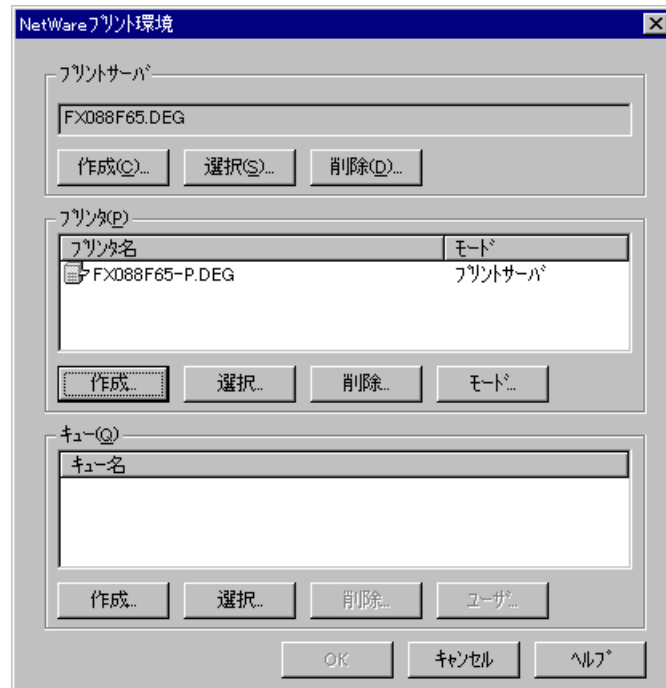 NetWareﾌﾟﾘﾝﾄ環境
ﾌﾟﾘﾝﾄｻｰﾊﾞ
FX088F65.DEG
作成(C)... 選択(S)... 削除(D)...
ﾌﾟﾘﾝﾀ(P)
ﾌﾟﾘﾝﾀ名 ﾓｰﾄﾞ
FX088F65-P.DEG ﾌﾟﾘﾝﾄｻｰﾊﾞ
作成... 選択... 削除... ﾓｰﾄﾞ...
ｷｭｰ(Q)
ｷｭｰ名
作成... 選択... 削除... ﾕｰｻﾞ...
OK ｷｬﾝｾﾙ ﾍﾙﾌﾟ